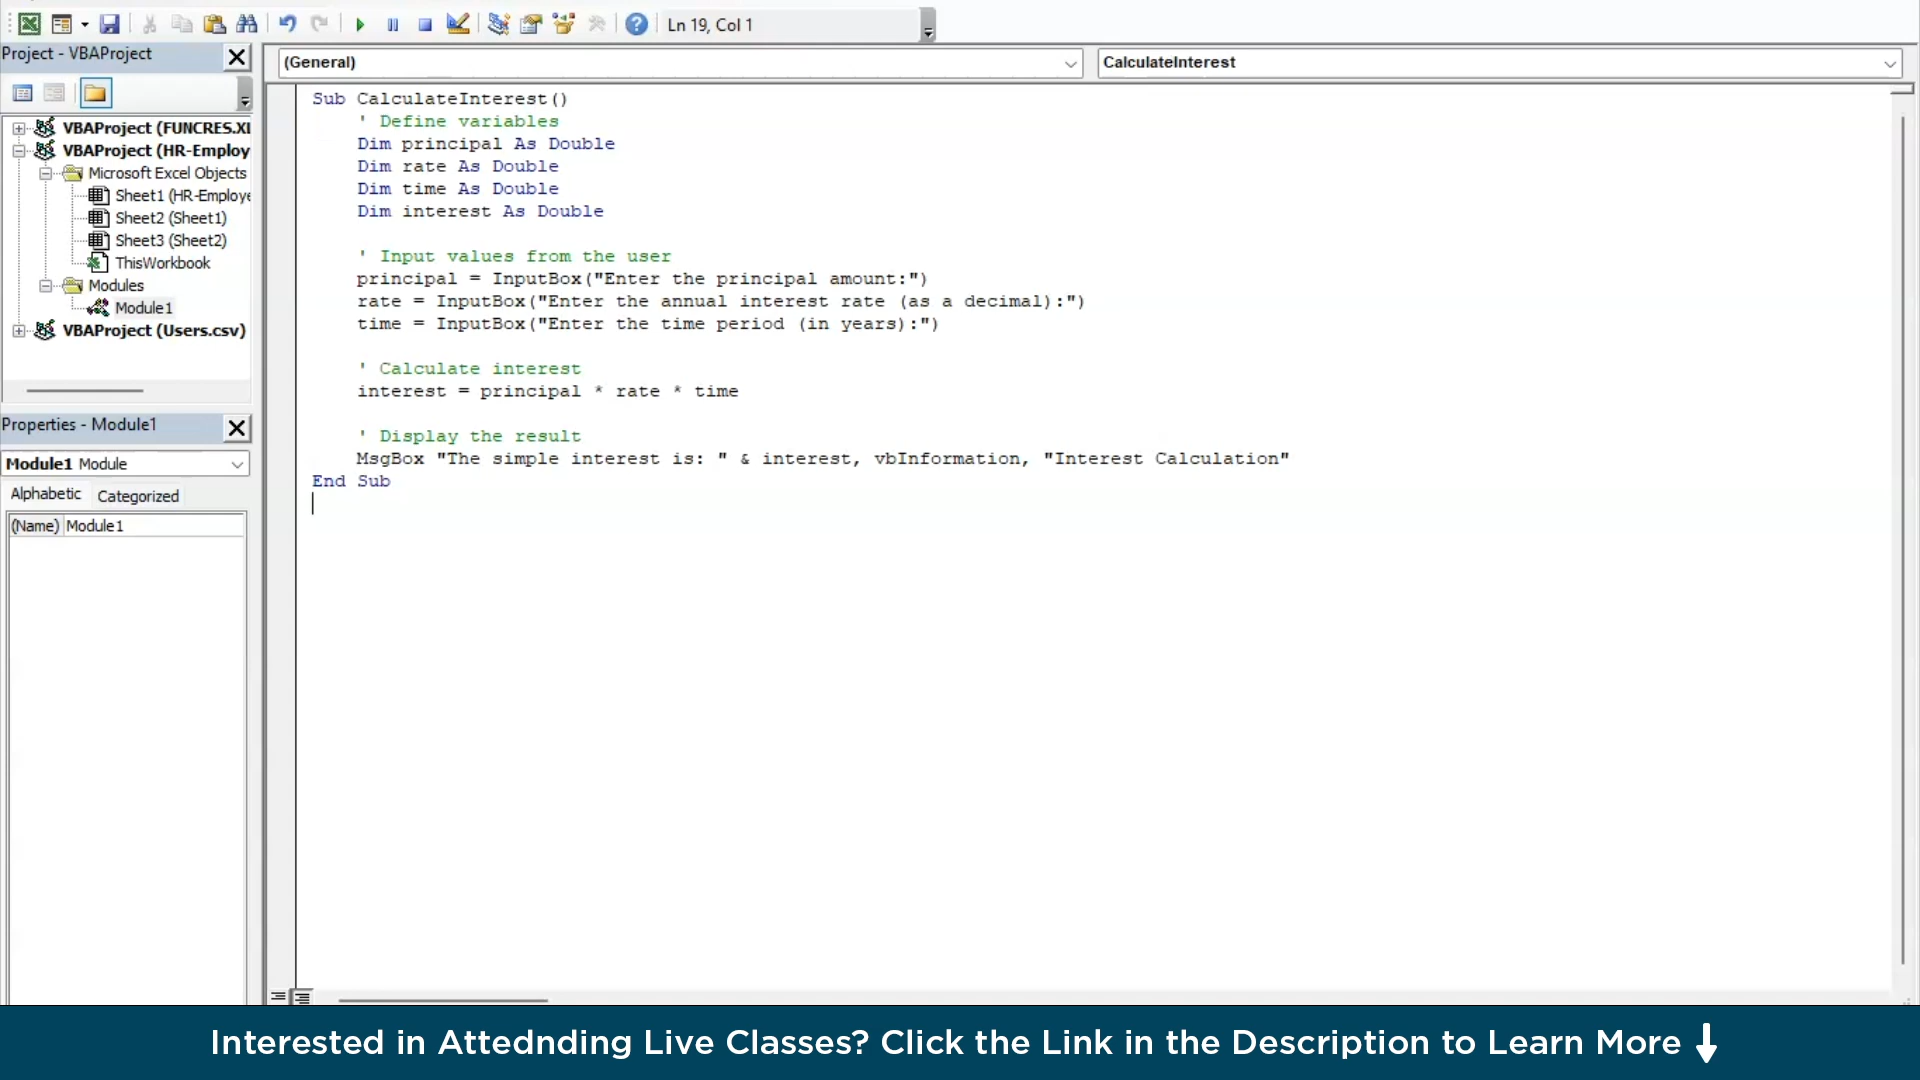 Ln 19, Col 1
Project - VBAProject
(General)
CalculateInterest
VBAProject (FUNCRES.XL
VBAProject (HR-Employ
Microsoft Excel Objects
Sheet1 (HR-Employe
Sheet2 (Sheet1)
Sheet3 (Sheet2)
ThisWorkbook
Modules
Module1
VBAProject (Users.csv)
Properties - Module1
Module1 Module
Alphabetic Categorized
(Name) Module1
Sub CalculateInterest()
' Define variables
Dim principal As Double
Dim rate As Double
Dim time As Double
Dim interest As Double
' Input values from the user
principal = InputBox("Enter the principal amount:")
rate = InputBox("Enter the annual interest rate (as a decimal):")
time = InputBox("Enter the time period (in years):")
' Calculate interest
interest = principal * rate * time
' Display the result
MsgBox "The simple interest is: " & interest, vbInformation, "Interest Calculation"
End Sub
Interested in Attednding Live Classes? Click the Link in the Description to Learn More